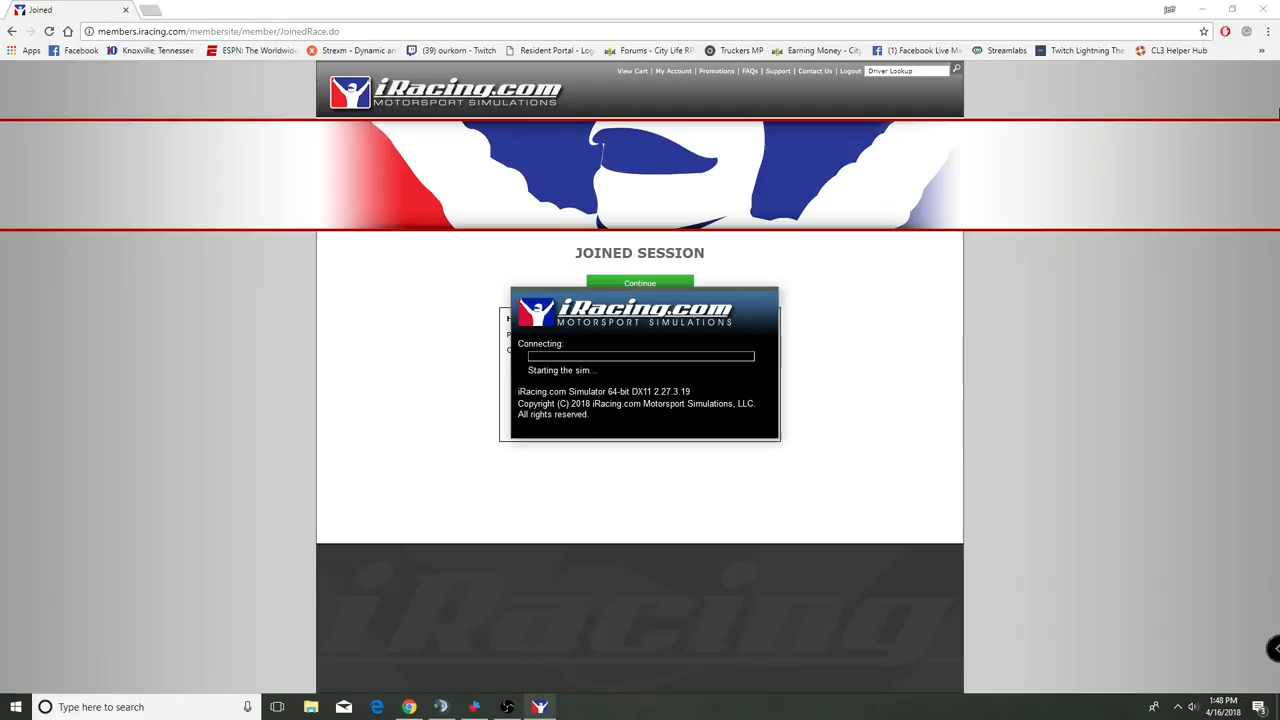 Joined
members.iracing.com/membersite/member/JoinedRace.do
Apps
Facebook
Knoxville, Tennessee
ESPN: The Worldwide
Strexm - Dynamic an
(39) ourkorn - Twitch
Resident Portal - Log
Forums - City Life RP
Truckers MP
Earning Money - City
(1) Facebook Live Ma
Streamlabs
Twitch Lightning The
CL3 Helper Hub
»
View Cart | My Account | Promotions | FAQs | Support | Contact Us | Logout
Driver Lookup
iRacing.com
MOTORSPORT SIMULATIONS
JOINED SESSION
Continue
iRacing.com
MOTORSPORT SIMULATIONS
Connecting:
Starting the sim...
iRacing.com Simulator 64-bit DX11 2.27.3.19
Copyright (C) 2018 iRacing.com Motorsport Simulations, LLC.
All rights reserved.
iRacing
Type here to search
1:48 PM
4/16/2018
3